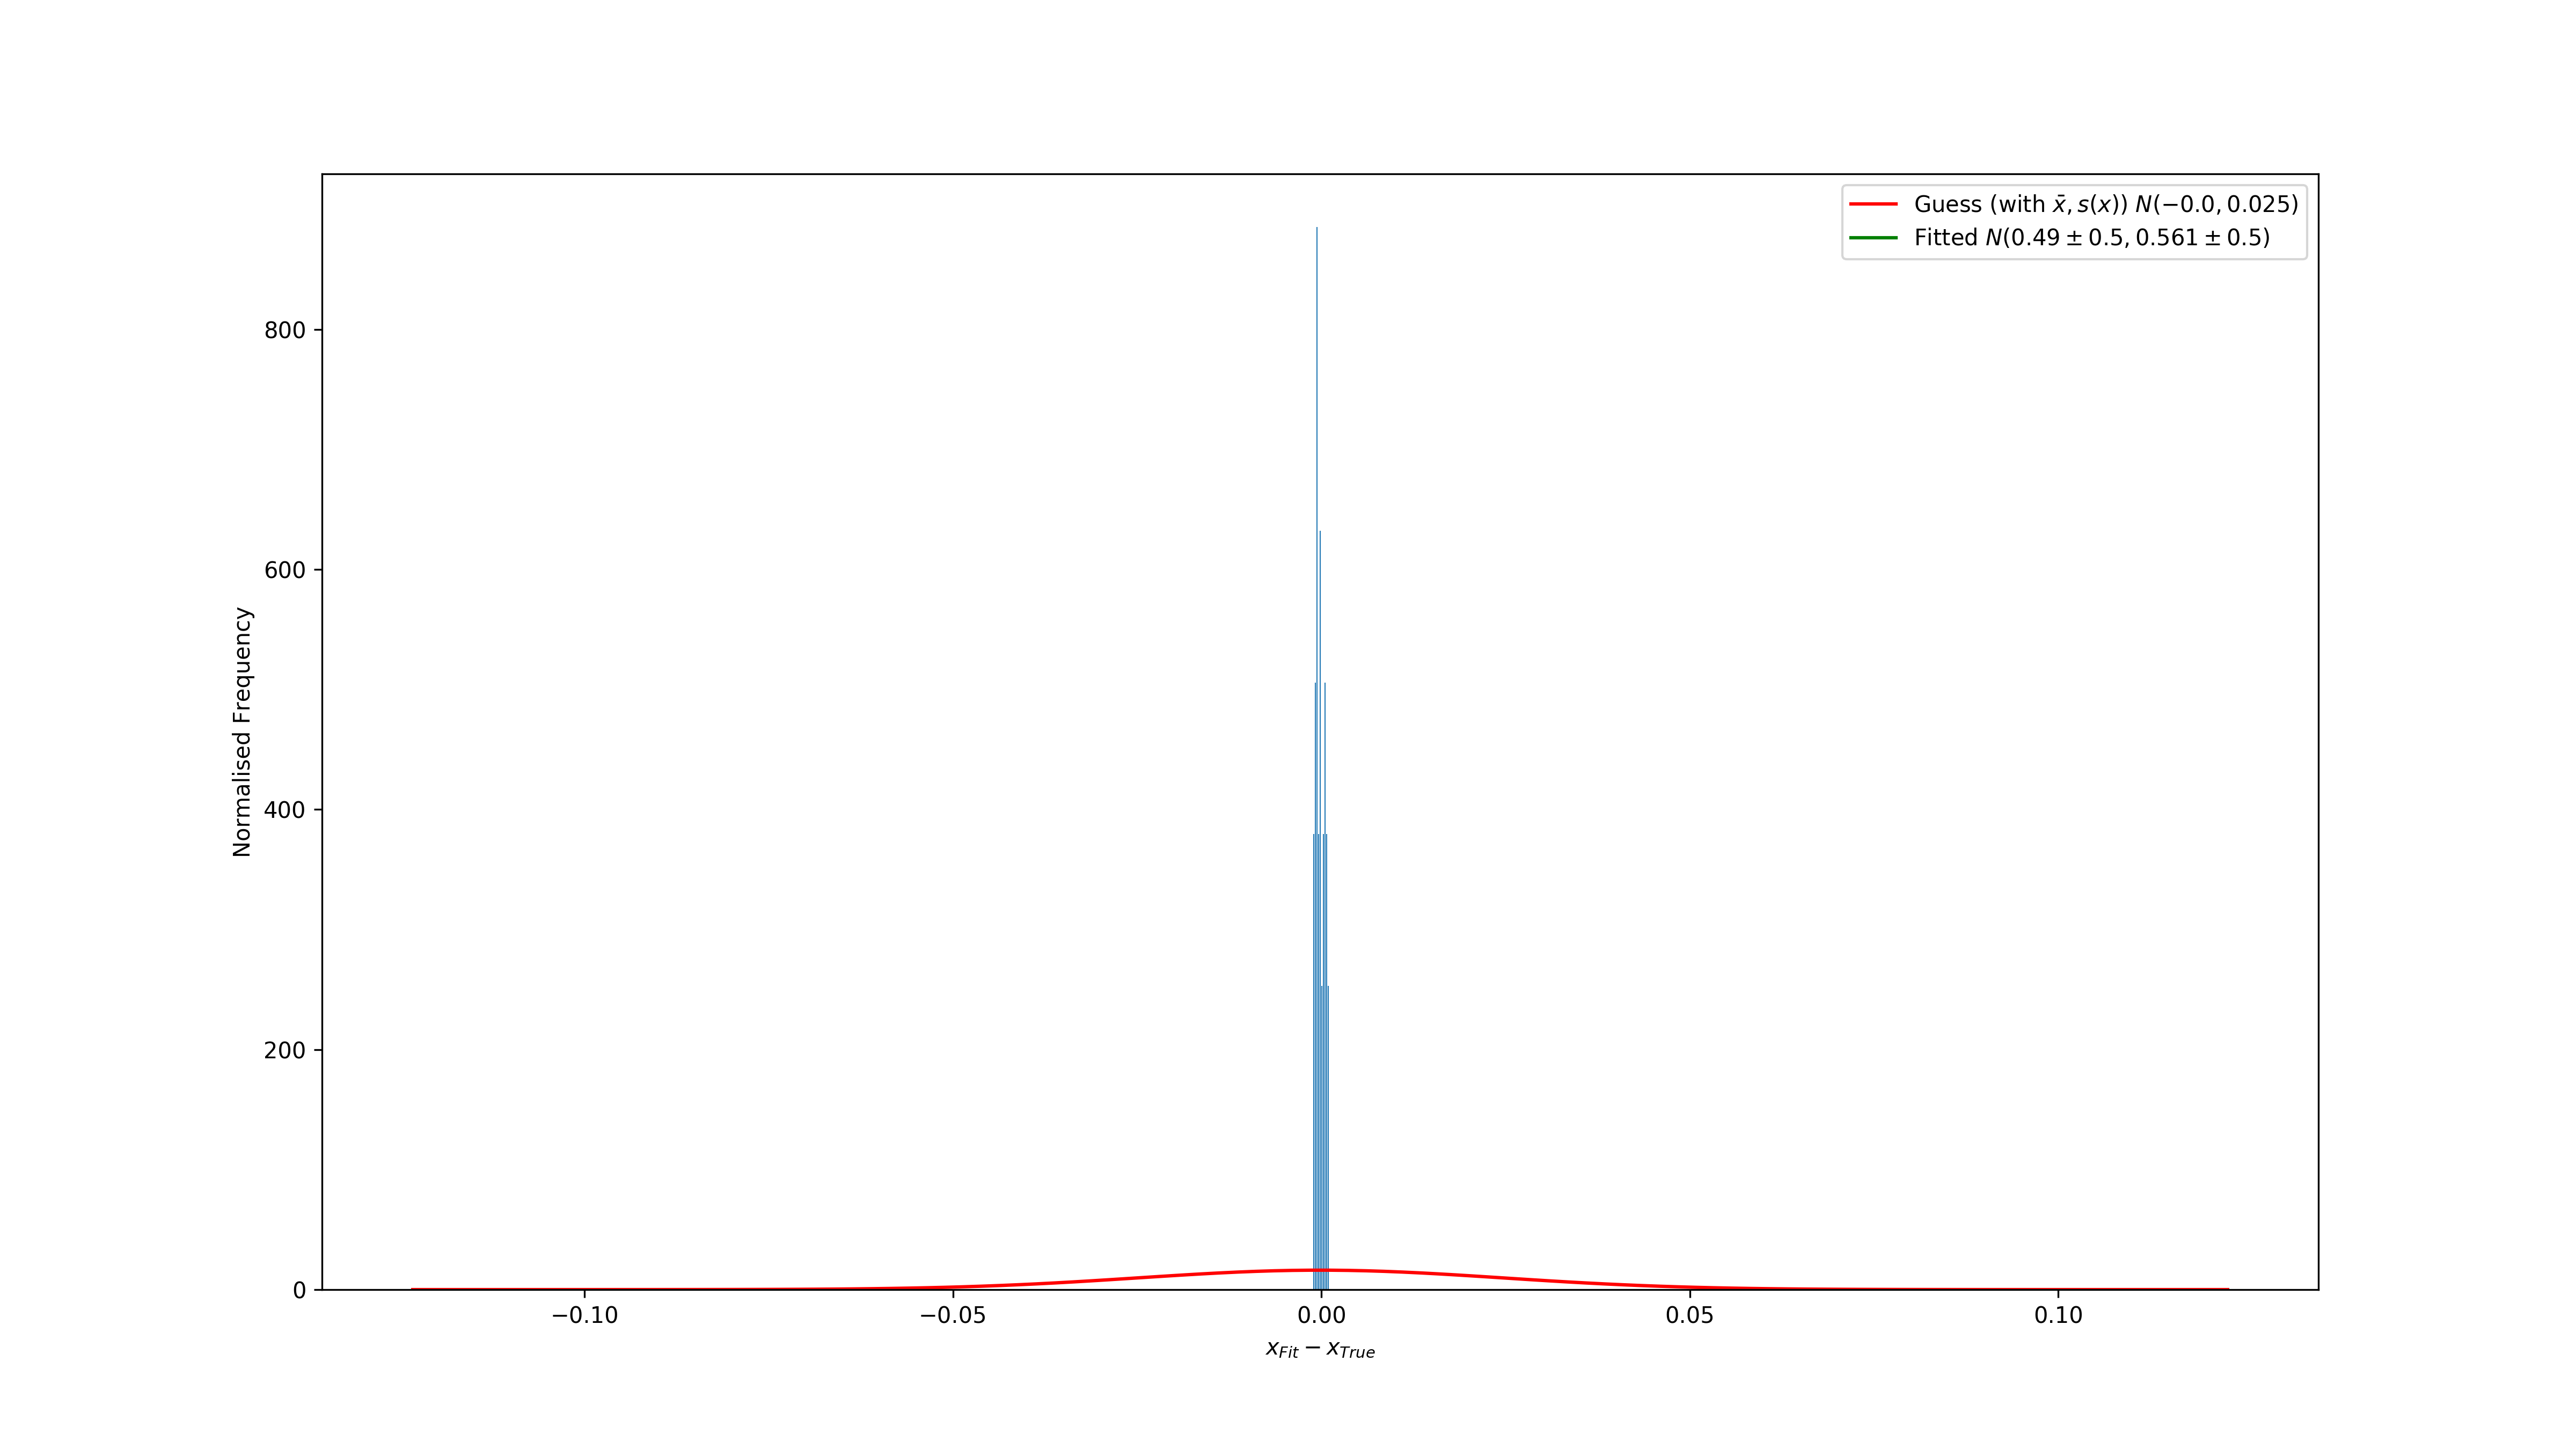 Guess (with x̄, s(x)) N(−0.0, 0.025)
Fitted N(0.49 ± 0.5, 0.561 ± 0.5)
800
600
400
200
0
Normalised Frequency
−0.10
−0.05
0.00
0.05
0.10
x_Fit − x_True